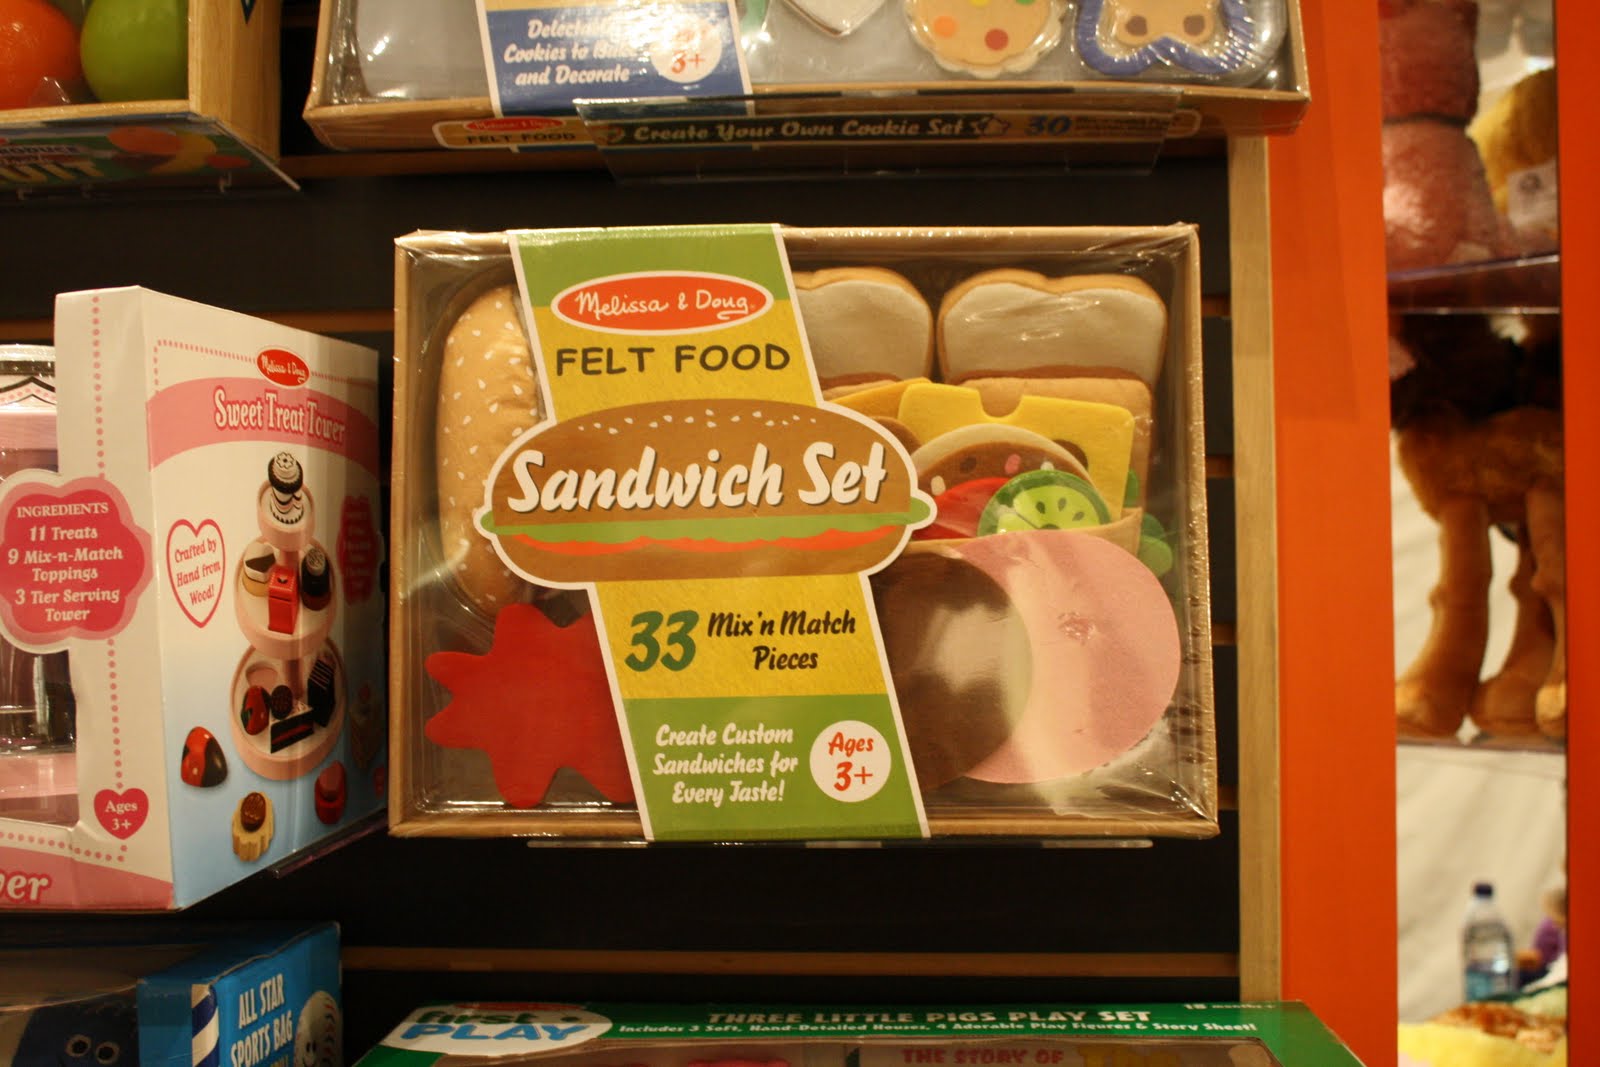 Delectable
Cookies to Bake
and Decorate
3+
Melissa & Doug
FELT FOOD
Create Your Own Cookie Set
30
Melissa & Doug
FELT FOOD
Sandwich Set
33 Mix 'n Match
Pieces
Create Custom
Sandwiches for
Every Taste!
Ages
3+
Melissa & Doug
Sweet Treat Tower
INGREDIENTS
11 Treats
9 Mix-n-Match
Toppings
3 Tier Serving
Tower
Crafted by
Hand from
Wood!
Ages
3+
ALL STAR
SPORTS BAG
first
PLAY
THREE LITTLE PIGS PLAY SET
Includes 3 Soft, Hand-Detailed Houses, 4 Adorable Play Figures & Story Sheet!
THE STORY OF